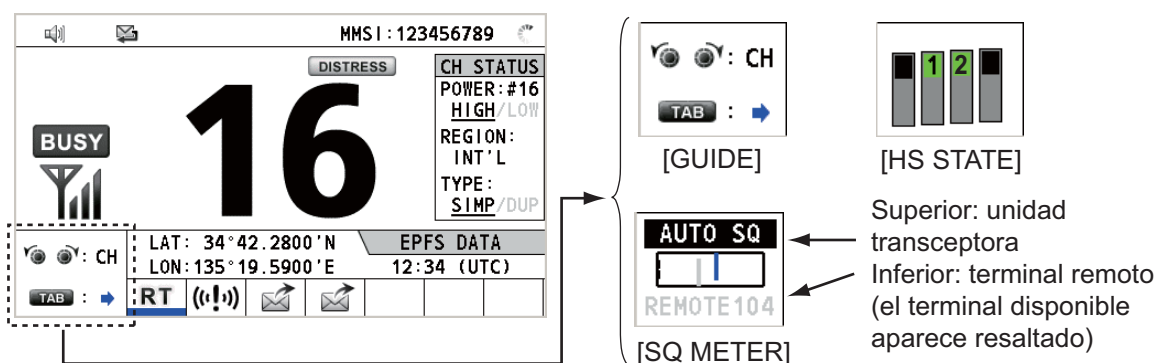 MMSI:123456789
DISTRESS
CH STATUS
POWER:#16
HIGH/LOW
REGION:
INT'L
TYPE:
SIMP/DUP
16
BUSY
: CH
TAB : 
LAT: 34°42.2800'N
LON:135°19.5900'E
EPFS DATA
12:34 (UTC)
RT
: CH
TAB :
[GUIDE]
1 2
[HS STATE]
AUTO SQ
REMOTE104
[SQ METER]
Superior: unidad
transceptora
Inferior: terminal remoto
(el terminal disponible
aparece resaltado)